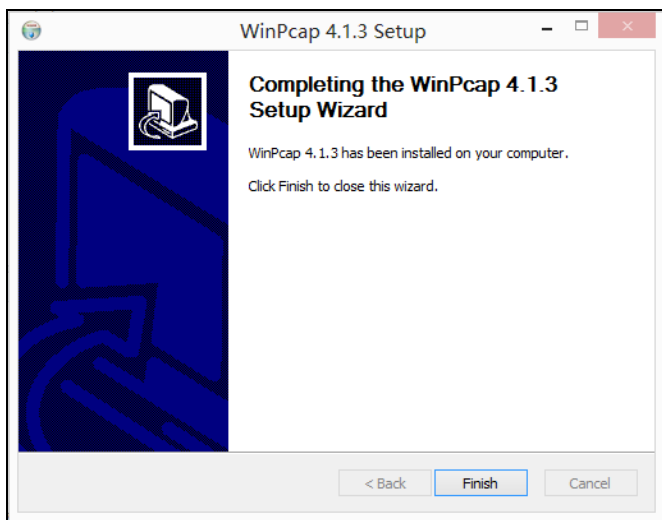 WinPcap 4.1.3 Setup
Completing the WinPcap 4.1.3
Setup Wizard
WinPcap 4.1.3 has been installed on your computer.
Click Finish to close this wizard.
< Back Finish Cancel